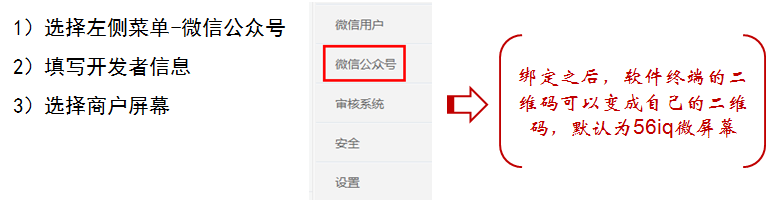 1）选择左侧菜单-微信公众号
2）填写开发者信息
3）选择商户屏幕
微信用户
微信公众号
审核系统
安全
设置
绑定之后，软件终端的二
维码可以变成自己的二维
码，默认为56iq微屏幕